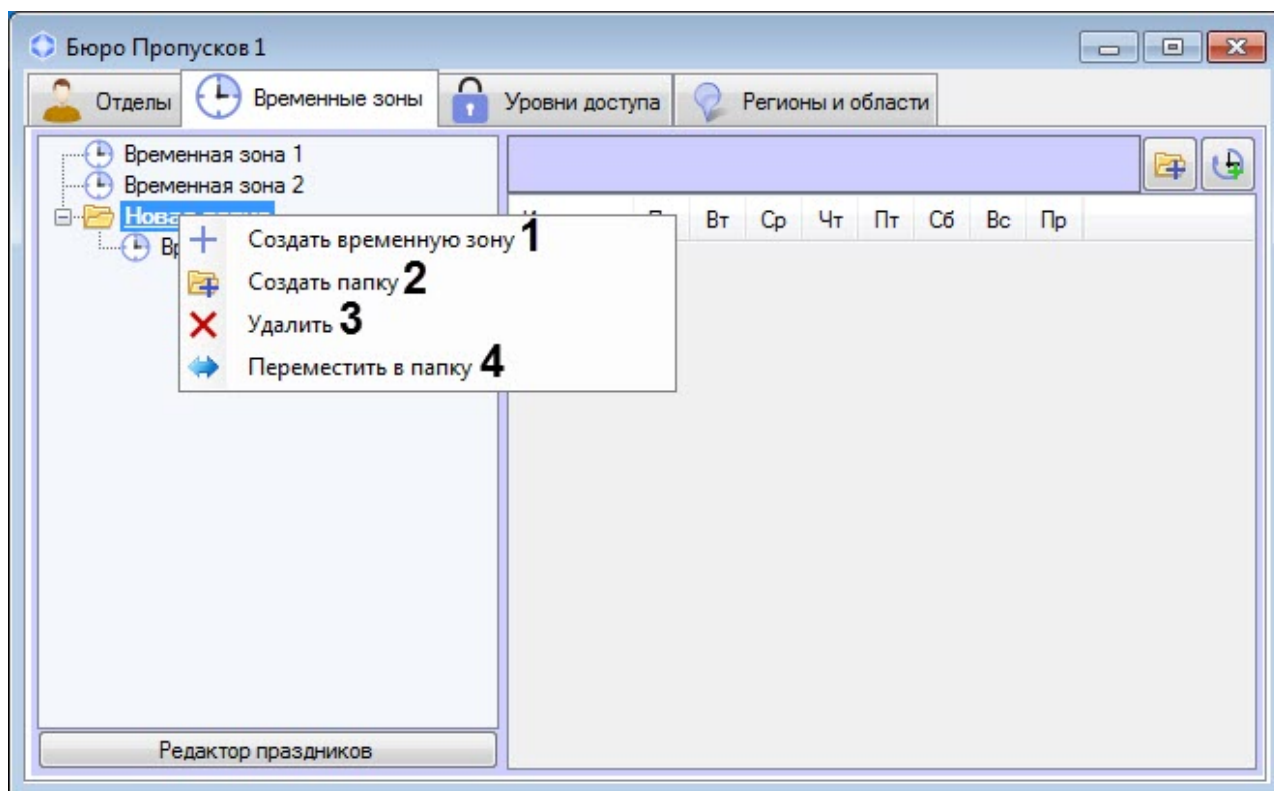 Бюро Пропусков 1
Отделы Временные зоны Уровни доступа Регионы и области
Временная зона 1
Временная зона 2
Вт Ср Чт Пт Сб Вс Пр
Создать временную зону 1
Создать папку 2
Удалить 3
Переместить в папку 4
Редактор праздников